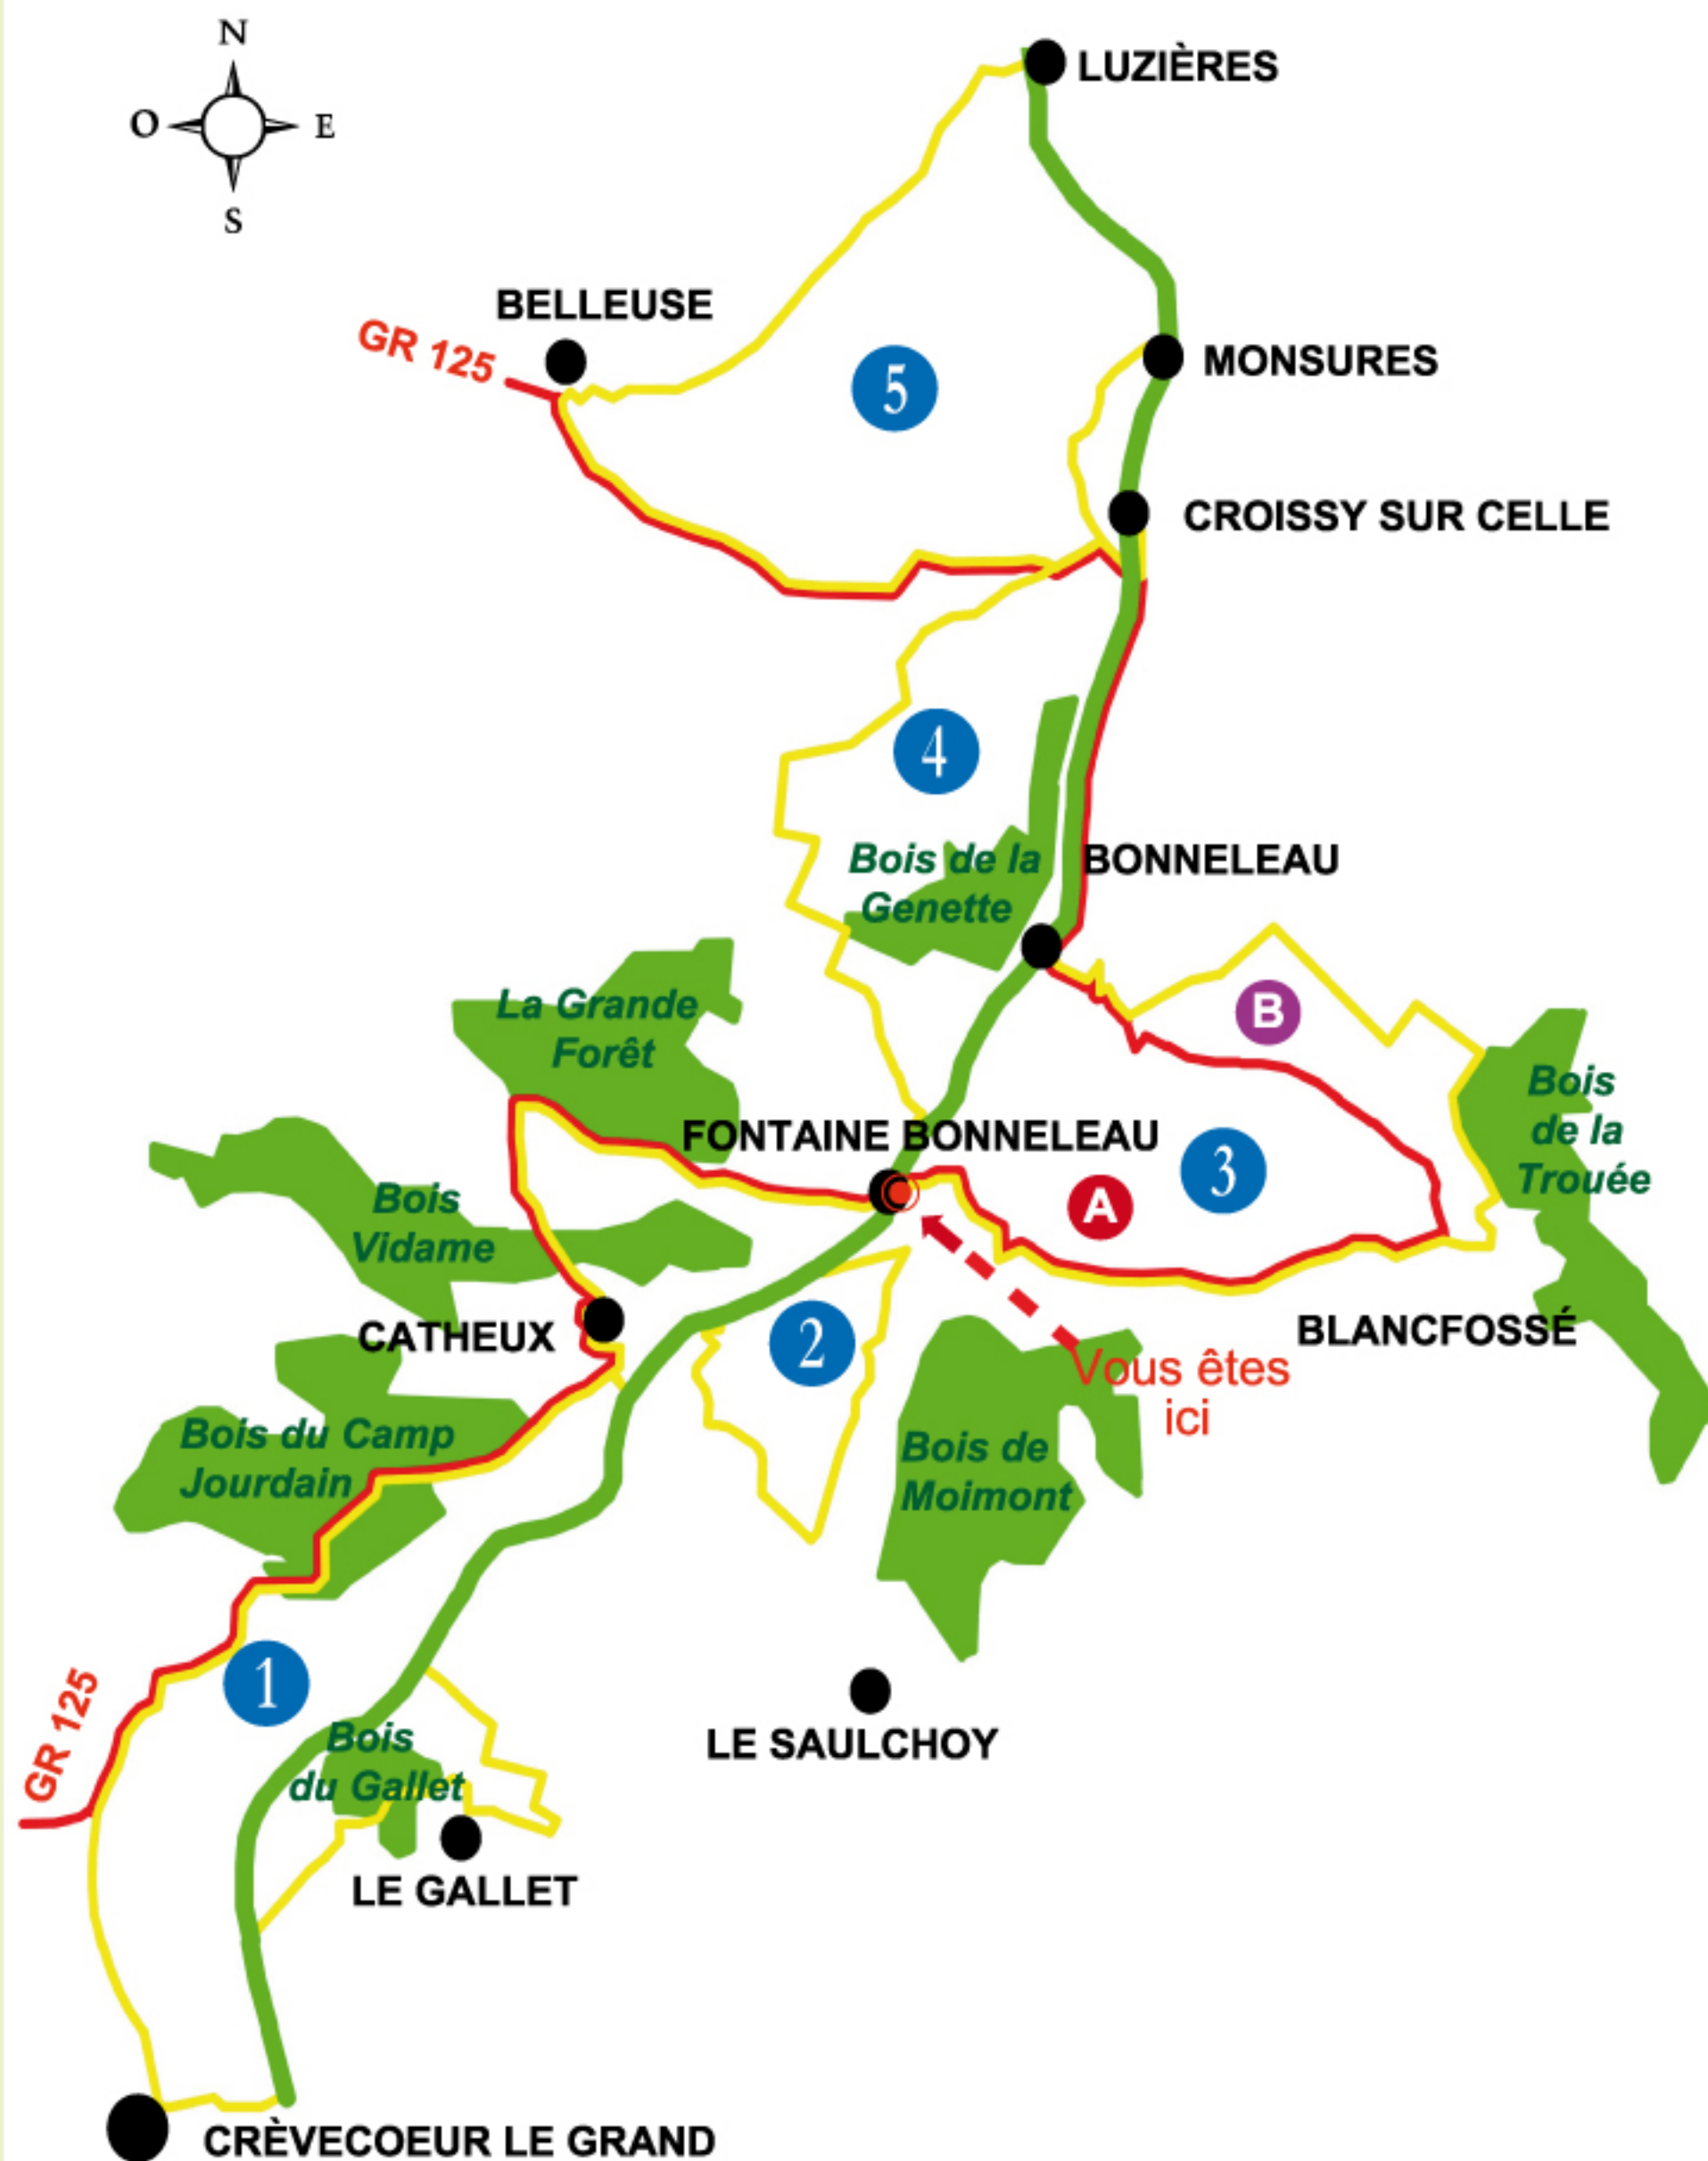 N
LUZIÈRES
O
E
S
BELLEUSE
GR 125
MONSURES
5
CROISSY SUR CELLE
4
Bois de la
Genette
BONNELEAU
La Grande
Forêt
B
Bois
de la
Trouée
FONTAINE BONNELEAU
3
A
Bois
Vidame
CATHEUX
2
BLANCFOSSÉ
Vous êtes
ici
Bois du Camp
Jourdain
Bois de
Moimont
1
GR 125
Bois
du Gallet
LE SAULCHOY
LE GALLET
CRÈVECOEUR LE GRAND